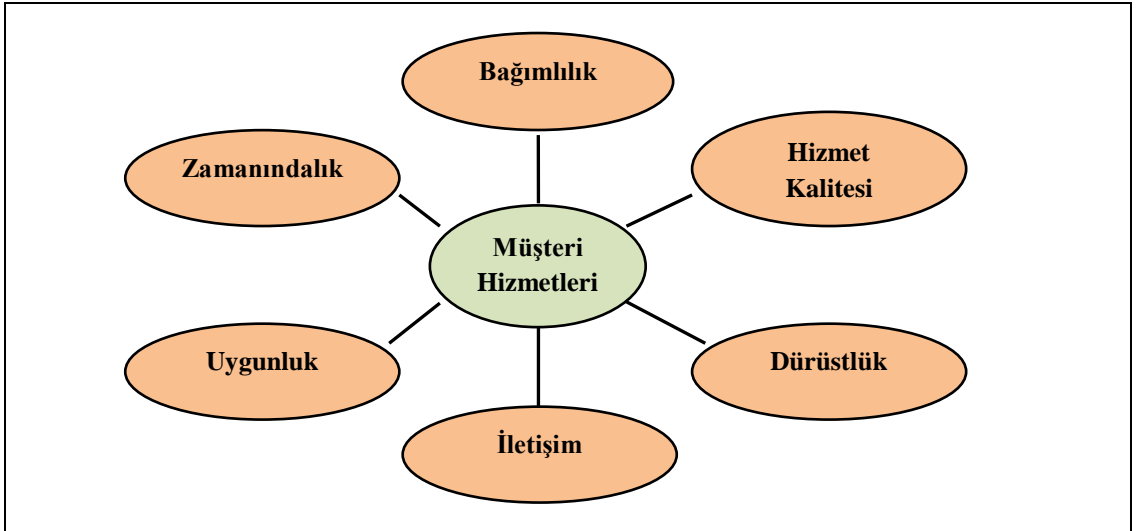 Bağımlılık
Zamanındalık
Hizmet
Kalitesi
Müşteri
Hizmetleri
Uygunluk
Dürüstlük
İletişim